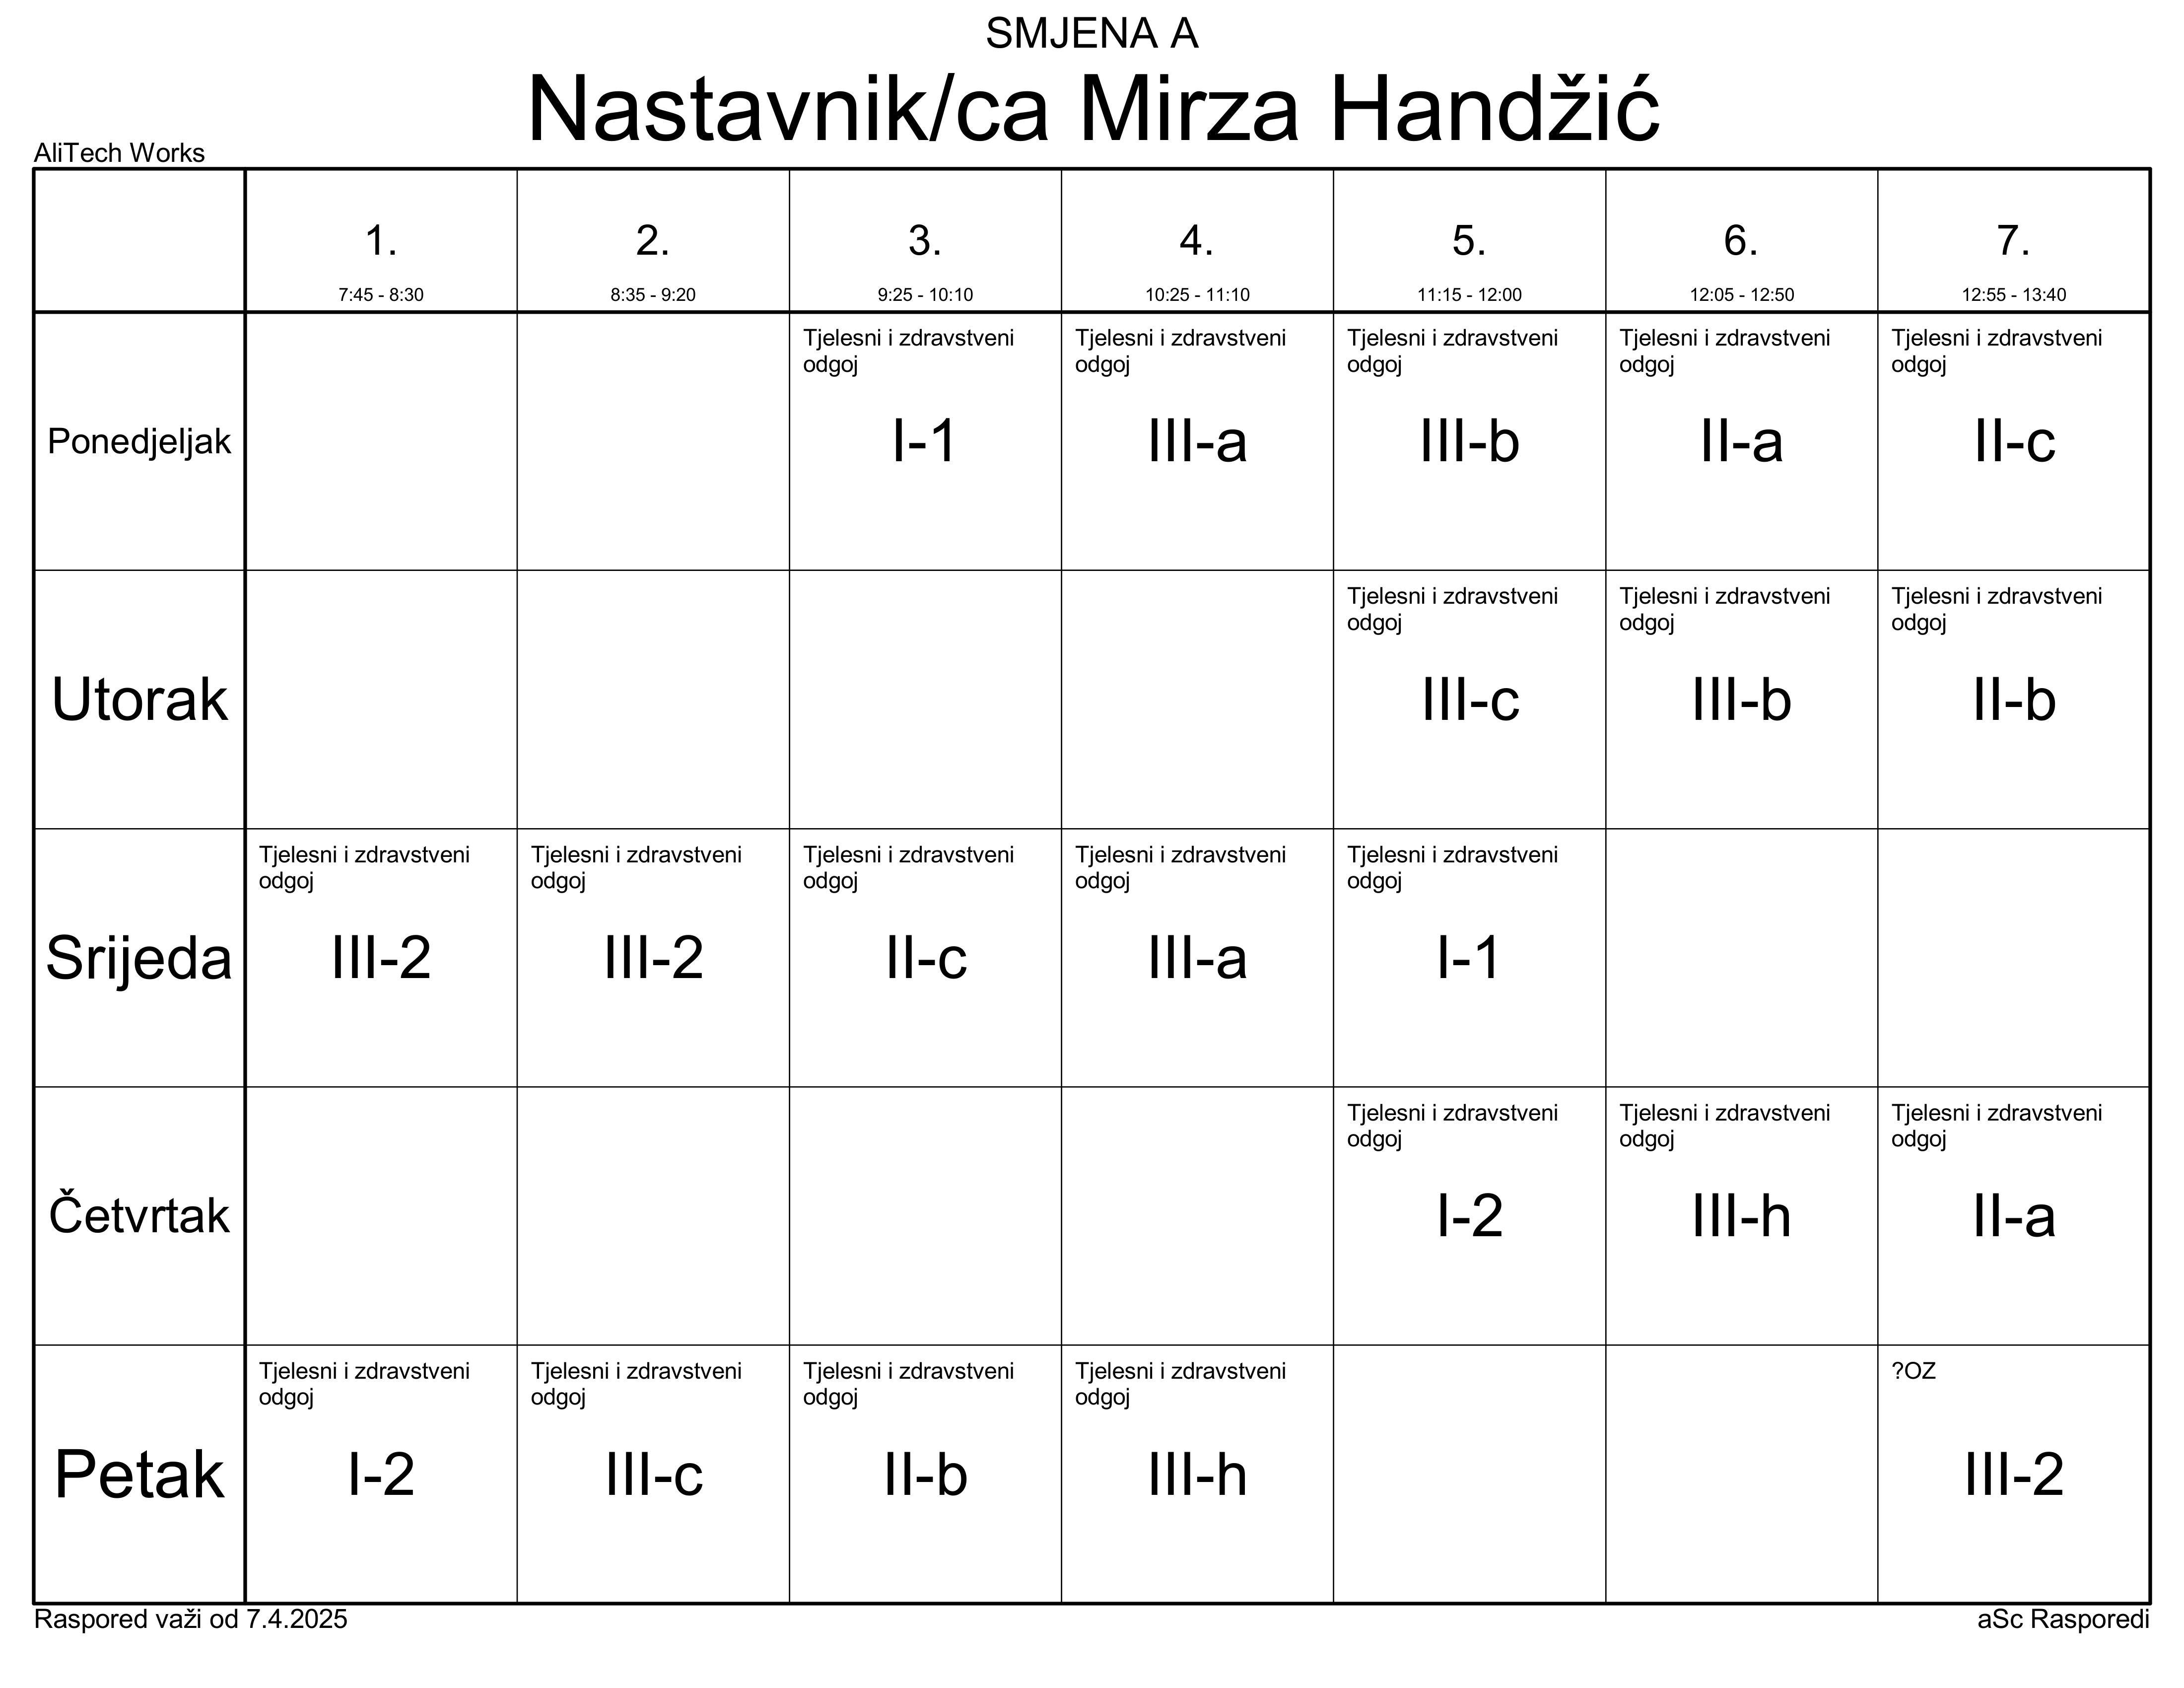 SMJENA A
Nastavnik/ca Mirza Handžić
AliTech Works
1.
7:45 - 8:30
2.
8:35 - 9:20
3.
9:25 - 10:10
4.
10:25 - 11:10
5.
11:15 - 12:00
6.
12:05 - 12:50
7.
12:55 - 13:40
Ponedjeljak
Tjelesni i zdravstveni
odgoj
I-1
Tjelesni i zdravstveni
odgoj
III-a
Tjelesni i zdravstveni
odgoj
III-b
Tjelesni i zdravstveni
odgoj
II-a
Tjelesni i zdravstveni
odgoj
II-c
Utorak
Tjelesni i zdravstveni
odgoj
III-c
Tjelesni i zdravstveni
odgoj
III-b
Tjelesni i zdravstveni
odgoj
II-b
Srijeda
Tjelesni i zdravstveni
odgoj
III-2
Tjelesni i zdravstveni
odgoj
III-2
Tjelesni i zdravstveni
odgoj
II-c
Tjelesni i zdravstveni
odgoj
III-a
Tjelesni i zdravstveni
odgoj
I-1
Četvrtak
Tjelesni i zdravstveni
odgoj
I-2
Tjelesni i zdravstveni
odgoj
III-h
Tjelesni i zdravstveni
odgoj
II-a
Petak
Tjelesni i zdravstveni
odgoj
I-2
Tjelesni i zdravstveni
odgoj
III-c
Tjelesni i zdravstveni
odgoj
II-b
Tjelesni i zdravstveni
odgoj
III-h
?OZ
III-2
Raspored važi od 7.4.2025
aSc Rasporedi